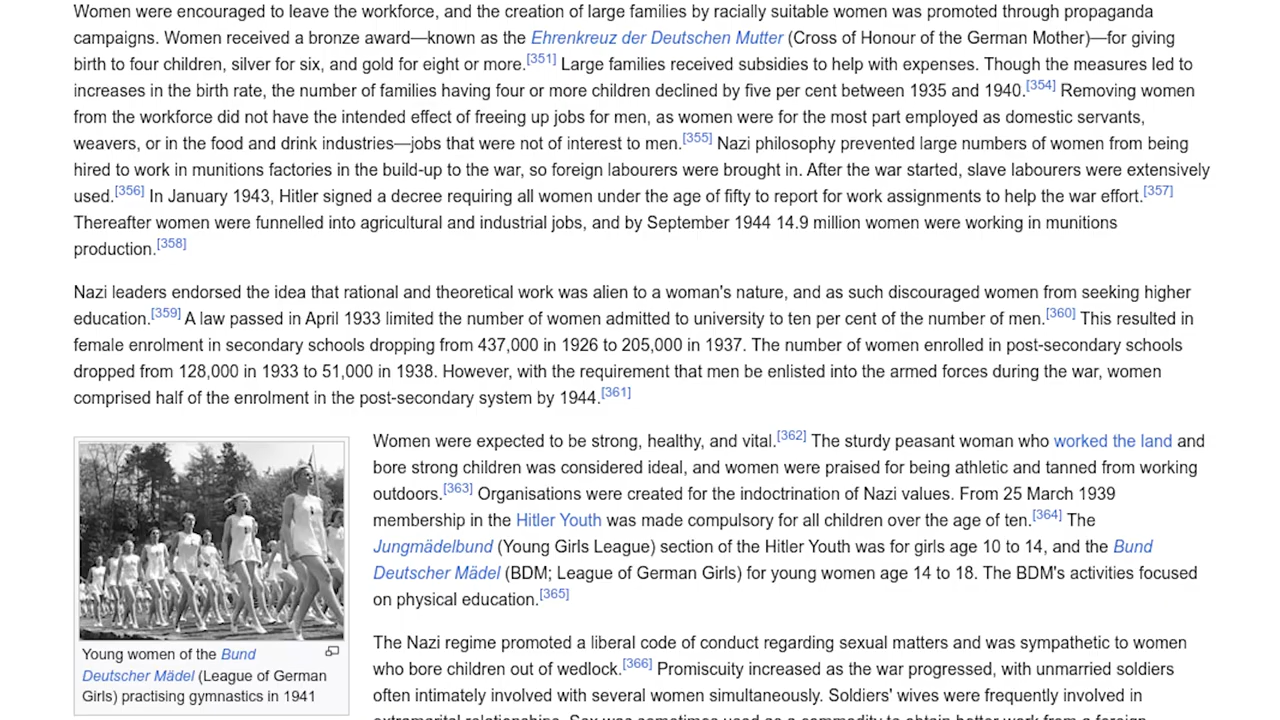 Women were encouraged to leave the workforce, and the creation of large families by racially suitable women was promoted through propaganda
campaigns. Women received a bronze award—known as the Ehrenkreuz der Deutschen Mutter (Cross of Honour of the German Mother)—for giving
birth to four children, silver for six, and gold for eight or more.[351] Large families received subsidies to help with expenses. Though the measures led to
increases in the birth rate, the number of families having four or more children declined by five per cent between 1935 and 1940.[354] Removing women
from the workforce did not have the intended effect of freeing up jobs for men, as women were for the most part employed as domestic servants,
weavers, or in the food and drink industries—jobs that were not of interest to men.[355] Nazi philosophy prevented large numbers of women from being
hired to work in munitions factories in the build-up to the war, so foreign labourers were brought in. After the war started, slave labourers were extensively
used.[356] In January 1943, Hitler signed a decree requiring all women under the age of fifty to report for work assignments to help the war effort.[357]
Thereafter women were funnelled into agricultural and industrial jobs, and by September 1944 14.9 million women were working in munitions
production.[358]
Nazi leaders endorsed the idea that rational and theoretical work was alien to a woman's nature, and as such discouraged women from seeking higher
education.[359] A law passed in April 1933 limited the number of women admitted to university to ten per cent of the number of men.[360] This resulted in
female enrolment in secondary schools dropping from 437,000 in 1926 to 205,000 in 1937. The number of women enrolled in post-secondary schools
dropped from 128,000 in 1933 to 51,000 in 1938. However, with the requirement that men be enlisted into the armed forces during the war, women
comprised half of the enrolment in the post-secondary system by 1944.[361]
Women were expected to be strong, healthy, and vital.[362] The sturdy peasant woman who worked the land and
bore strong children was considered ideal, and women were praised for being athletic and tanned from working
outdoors.[363] Organisations were created for the indoctrination of Nazi values. From 25 March 1939
membership in the Hitler Youth was made compulsory for all children over the age of ten.[364] The
Jungmädelbund (Young Girls League) section of the Hitler Youth was for girls age 10 to 14, and the Bund
Deutscher Mädel (BDM; League of German Girls) for young women age 14 to 18. The BDM's activities focused
on physical education.[365]
Young women of the Bund
Deutscher Mädel (League of German
Girls) practising gymnastics in 1941
The Nazi regime promoted a liberal code of conduct regarding sexual matters and was sympathetic to women
who bore children out of wedlock.[366] Promiscuity increased as the war progressed, with unmarried soldiers
often intimately involved with several women simultaneously. Soldiers' wives were frequently involved in
extramarital relationships. Sex was sometimes used as a commodity to obtain better work from a foreign